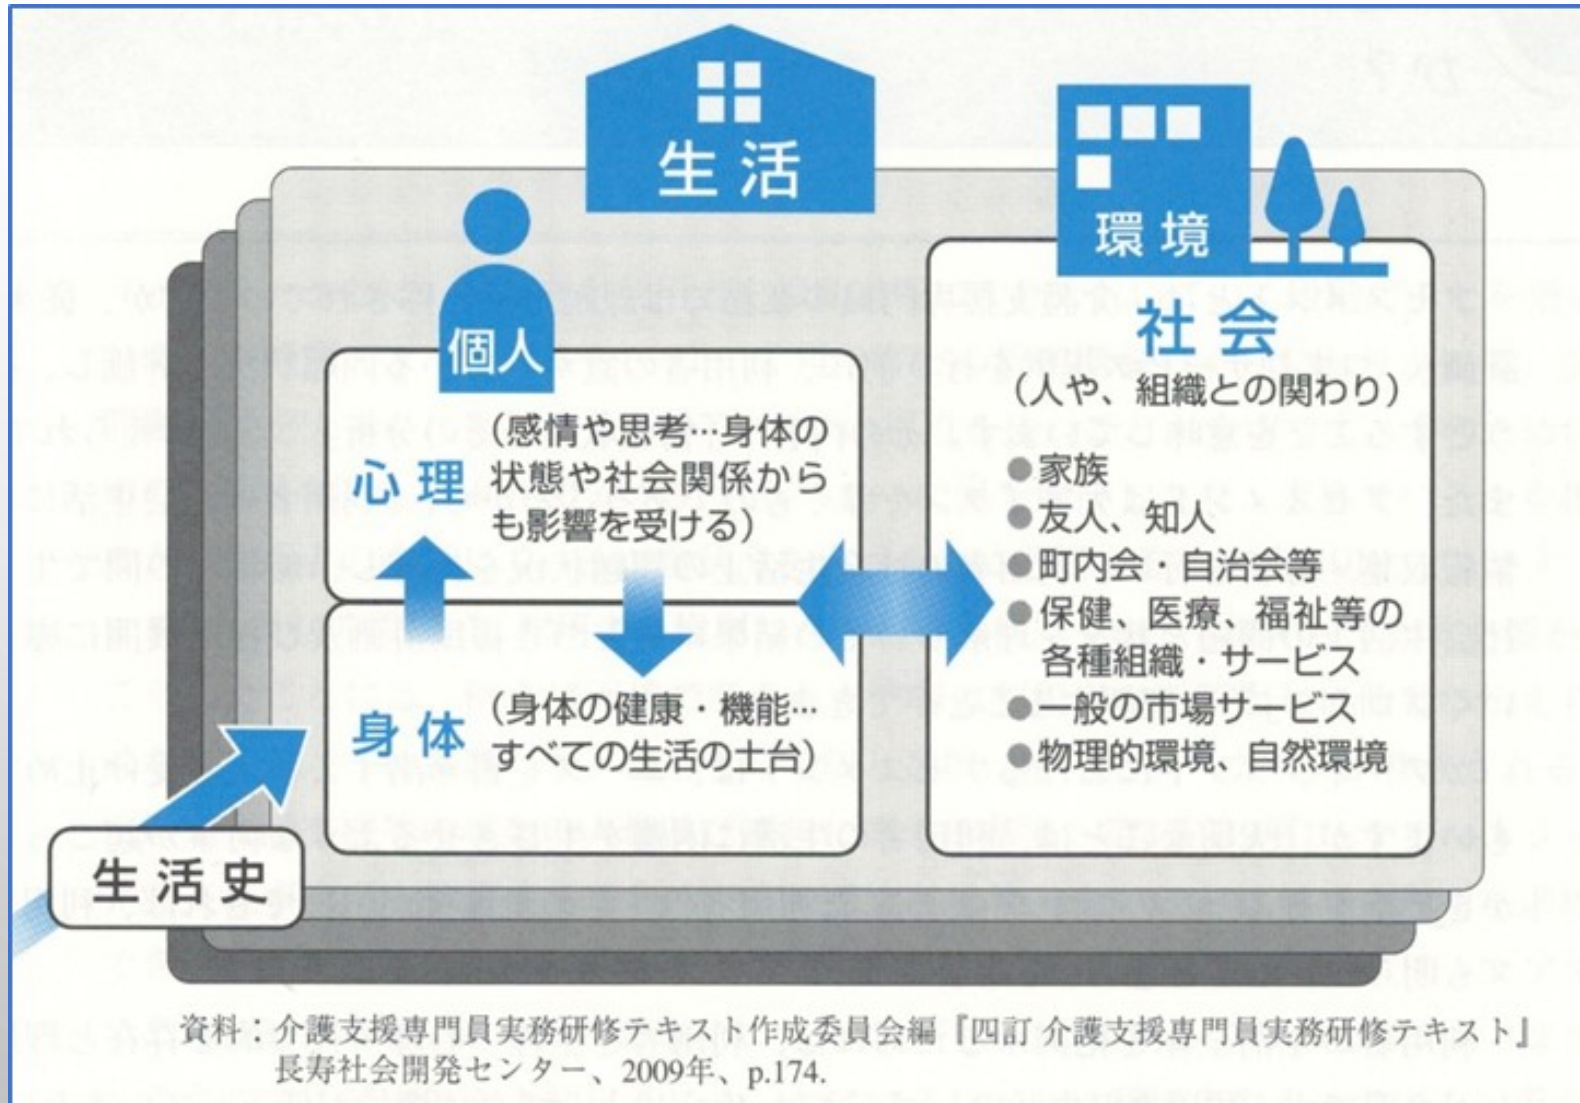 生活
環境
個人
心理
(感情や思考…身体の
状態や社会関係から
も影響を受ける)
身体
(身体の健康・機能…
すべての生活の土台)
社会
(人や、組織との関わり)
●家族
●友人、知人
●町内会・自治会等
●保健、医療、福祉等の
各種組織・サービス
●一般の市場サービス
●物理的環境、自然環境
生活史
資料：介護支援専門員実務研修テキスト作成委員会編『四訂 介護支援専門員実務研修テキスト』
長寿社会開発センター、2009年、p.174.